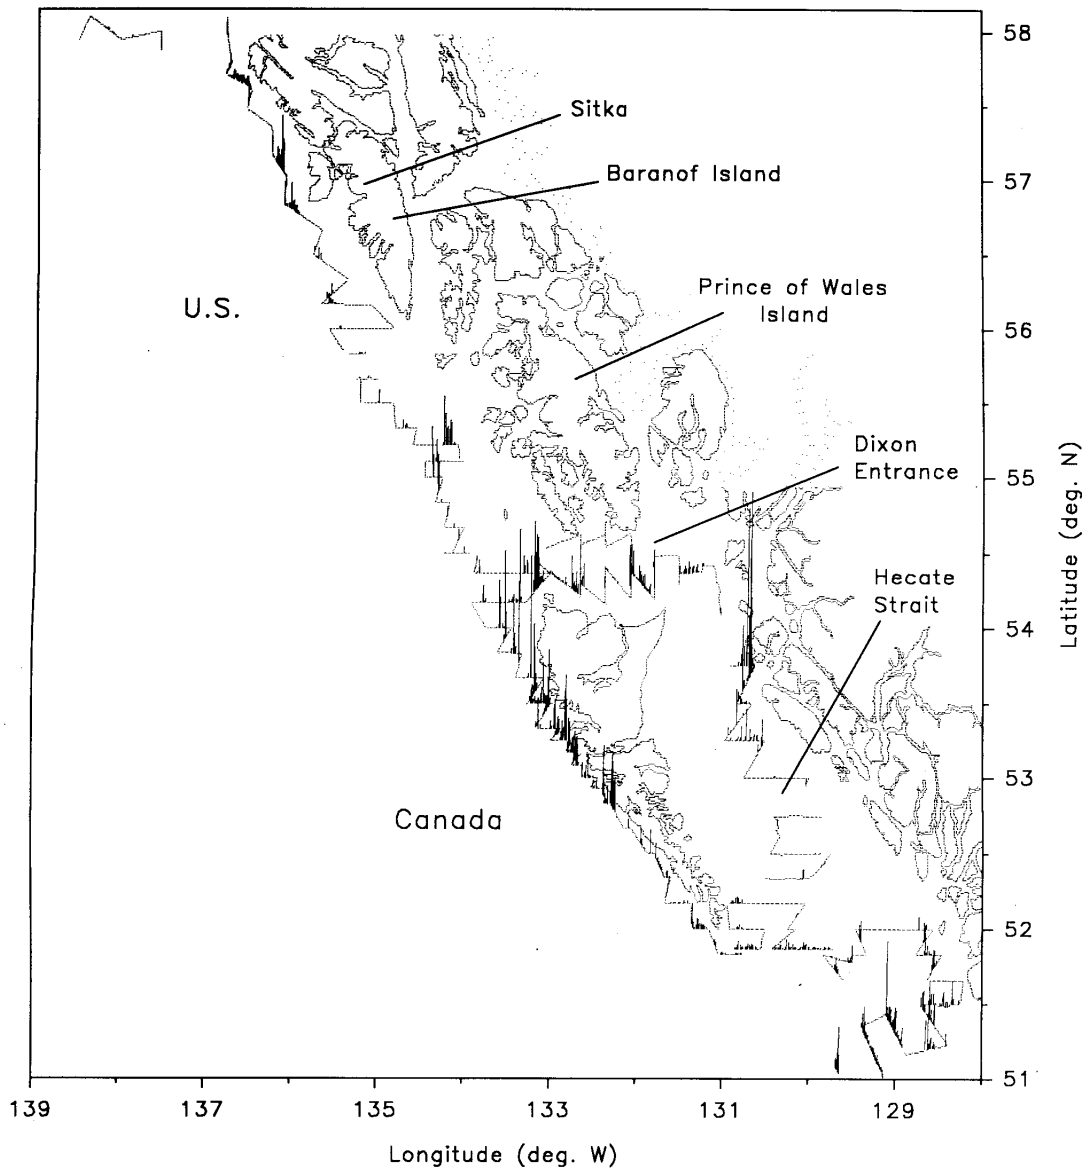 58
Sitka
57
Baranof Island
Prince of Wales
Island
U.S.
56
Dixon
Entrance
55
Latitude (deg. N)
Hecate
Strait
54
53
Canada
52
51
139
137
135
133
131
129
Longitude (deg. W)